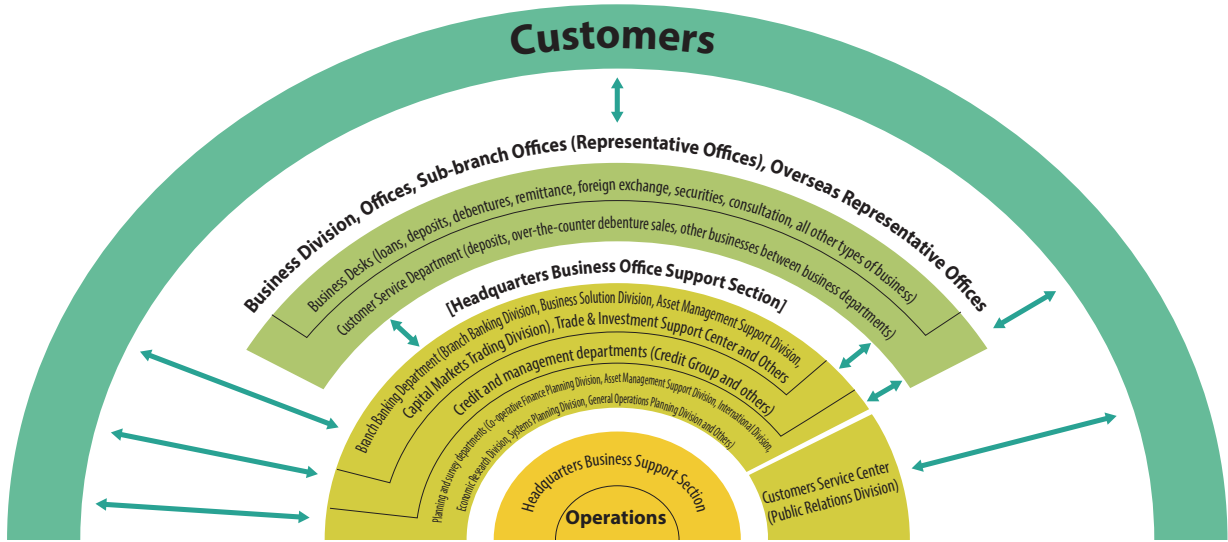 Customers
Business Division, Offices, Sub-branch Offices (Representative Offices), Overseas Representative Offices
Business Desks (loans, deposits, debentures, remittance, foreign exchange, securities, consultation, all other types of business)
Customer Service Department (deposits, over-the-counter debenture sales, other businesses between business departments)
[Headquarters Business Office Support Section]
Branch Banking Department (Branch Banking Division, Business Solution Division, Asset Management Support Division,
Capital Markets Trading Division), Trade & Investment Support Center and Others
Credit and management departments (Credit Group and others)
Planning and survey departments (Co-operative Finance Planning Division, Asset Management Support Division, International Division,
Economic Research Division, Systems Planning Division, General Operations Planning Division and Others)
Customers Service Center
(Public Relations Division)
Headquarters Business Support Section
Operations